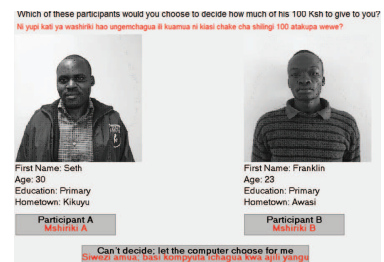 Which of these participants would you choose to decide how much of his 100 Ksh to give to you?
Ni yupi kati ya washiriki hao ungemchagua ili kuamua ni kiasi chake cha shilingi 100 atakupa wewe?
First Name: Seth
Age: 30
Education: Primary
Hometown: Kikuyu
Participant A
Mshiriki A
First Name: Franklin
Age: 23
Education: Primary
Hometown: Awasi
Participant B
Mshiriki B
Can't decide; let the computer choose for me
Siwezi amua, basi kompyuta ichague kwa ajili yangu